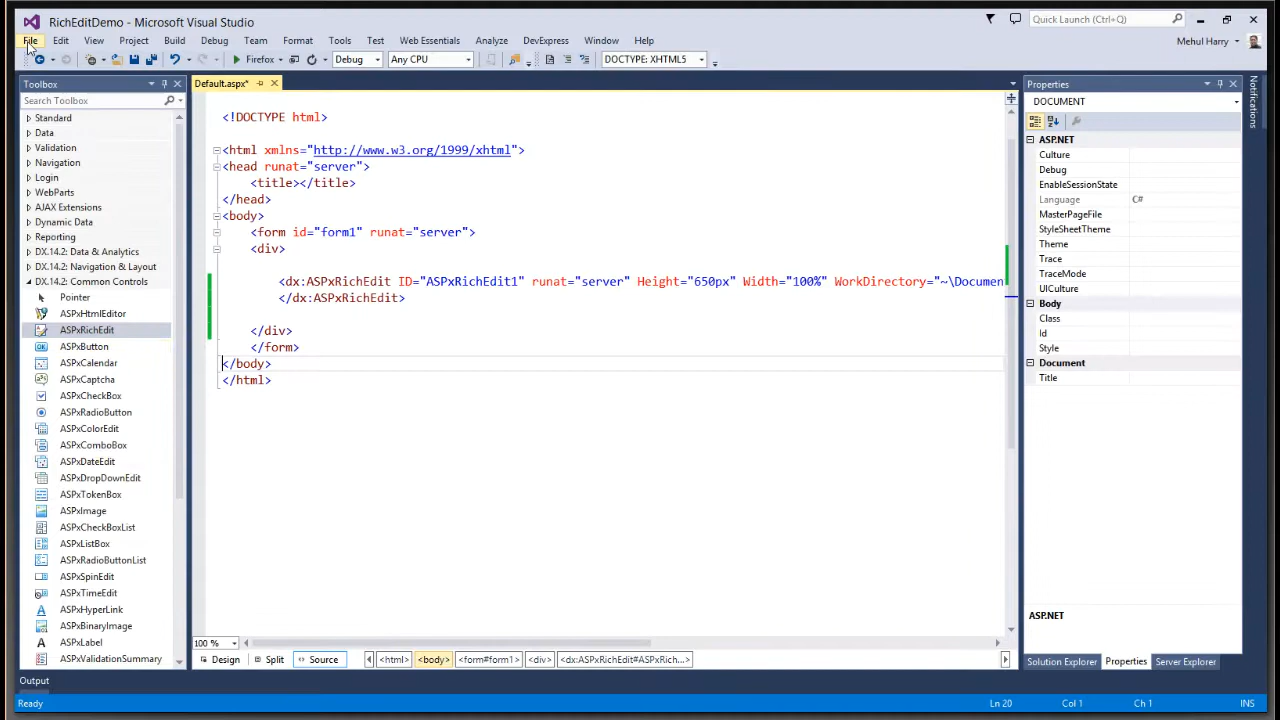 RichEditDemo - Microsoft Visual Studio
Quick Launch (Ctrl+Q)
File Edit View Project Build Debug Team Format Tools Test Web Essentials Analyze DevExpress Window Help
Mehul Harry
Firefox Debug Any CPU DOCTYPE: XHTML5
Toolbox
Search Toolbox
Standard
Data
Validation
Navigation
Login
WebParts
AJAX Extensions
Dynamic Data
Reporting
DX.14.2: Data & Analytics
DX.14.2: Navigation & Layout
DX.14.2: Common Controls
Pointer
ASPxHtmlEditor
ASPxRichEdit
ASPxButton
ASPxCalendar
ASPxCaptcha
ASPxCheckBox
ASPxRadioButton
ASPxColorEdit
ASPxComboBox
ASPxDateEdit
ASPxDropDownEdit
ASPxTokenBox
ASPxImage
ASPxCheckBoxList
ASPxListBox
ASPxRadioButtonList
ASPxSpinEdit
ASPxTimeEdit
ASPxHyperLink
ASPxBinaryImage
ASPxLabel
ASPxValidationSummary
Default.aspx*
<!DOCTYPE html>
<html xmlns="http://www.w3.org/1999/xhtml">
<head runat="server">
<title></title>
</head>
<body>
<form id="form1" runat="server">
<div>
<dx:ASPxRichEdit ID="ASPxRichEdit1" runat="server" Height="650px" Width="100%" WorkDirectory="~\Documen
</dx:ASPxRichEdit>
</div>
</form>
</body>
</html>
100 %
Design Split Source <html> <body> <form#form1> <div> <dx:ASPxRichEdit#ASPxRich...>
Properties
DOCUMENT
ASP.NET
Culture
Debug
EnableSessionState
Language C#
MasterPageFile
StyleSheetTheme
Theme
Trace
TraceMode
UICulture
Body
Class
Id
Style
Document
Title
ASP.NET
Solution Explorer Properties Server Explorer
Notifications
Output
Ready Ln 20 Col 1 Ch 1 INS